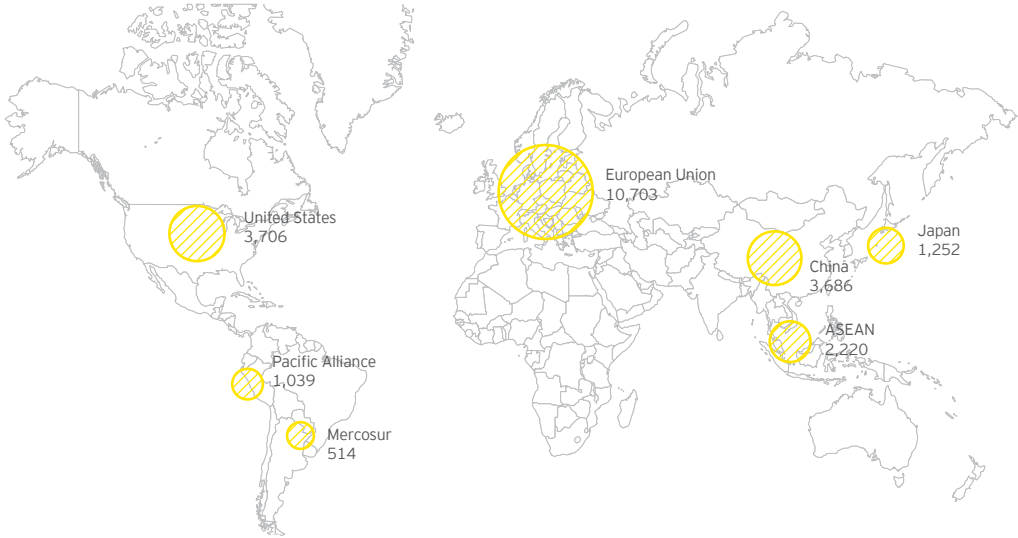 European Union
10,703
United States
3,706
Japan
1,252
China
3,686
ASEAN
2,220
Pacific Alliance
1,039
Mercosur
514